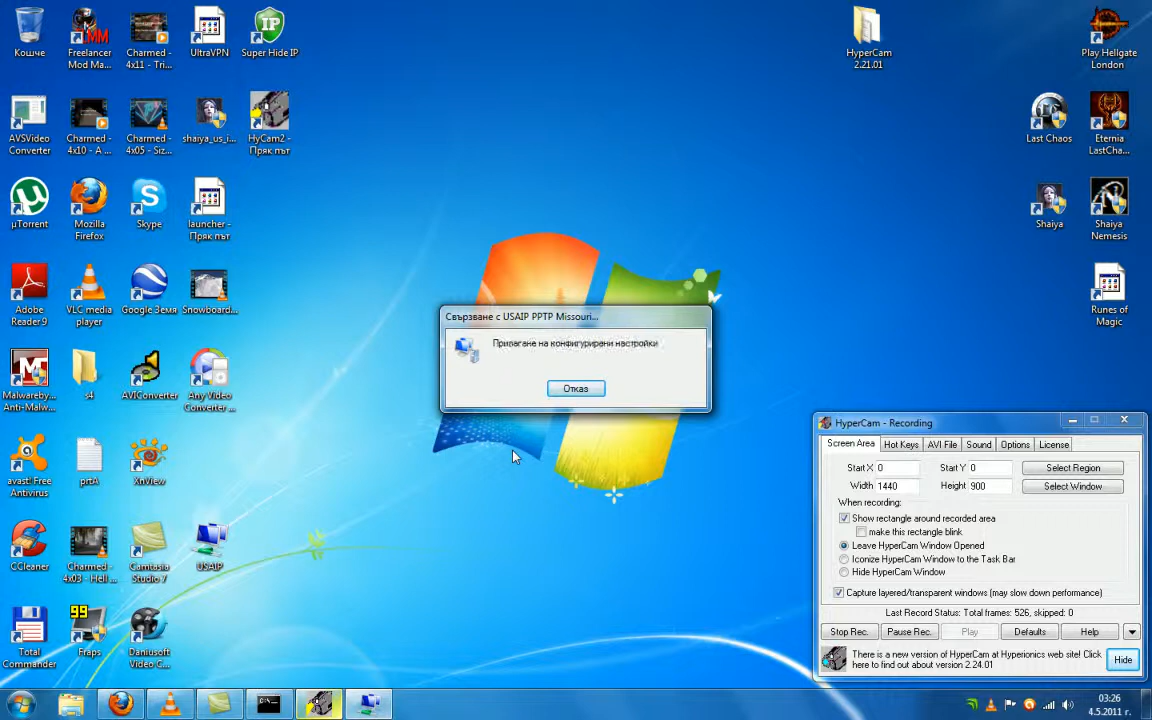 Кошче
Freelancer
Mod Ma...
Charmed -
4x11 - Tri...
UltraVPN
Super Hide IP
HyperCam
2.21.01
Play Hellgate
London
AVSVideo
Converter
Charmed -
4x10 - A ...
Charmed -
4x05 - Siz...
shaiya_us_i...
HyCam2 -
Пряк път
Last Chaos
Eternia
LastCha...
µTorrent
Mozilla
Firefox
Skype
launcher -
Пряк път
Shaiya
Shaiya
Nemesis
Adobe
Reader 9
VLC media
player
Google Земя
Snowboard...
Runes of
Magic
Свързване с USAIP PPTP Missouri...
Прилагане на конфигурирани настройки
Отказ
Malwareby...
Anti-Malw...
s4
AVIConverter
Any Video
Converter ...
avast! Free
Antivirus
prtA
XnView
CCleaner
Charmed -
4x03 - Hell ...
Camtasia
Studio 7
USAIP
Total
Commander
99
Fraps
Daniusoft
Video C...
HyperCam - Recording
Screen Area Hot Keys AVI File Sound Options License
Start X 0 Start Y 0 Select Region
Width 1440 Height 900 Select Window
When recording:
Show rectangle around recorded area
make this rectangle blink
Leave HyperCam Window Opened
Iconize HyperCam Window to the Task Bar
Hide HyperCam Window
Capture layered/transparent windows (may slow down performance)
Last Record Status: Total frames: 526, skipped: 0
Stop Rec. Pause Rec. Play Defaults Help
There is a new version of HyperCam at Hyperionics web site! Click
here to find out about version 2.24.01
Hide
03:26
4.5.2011 г.